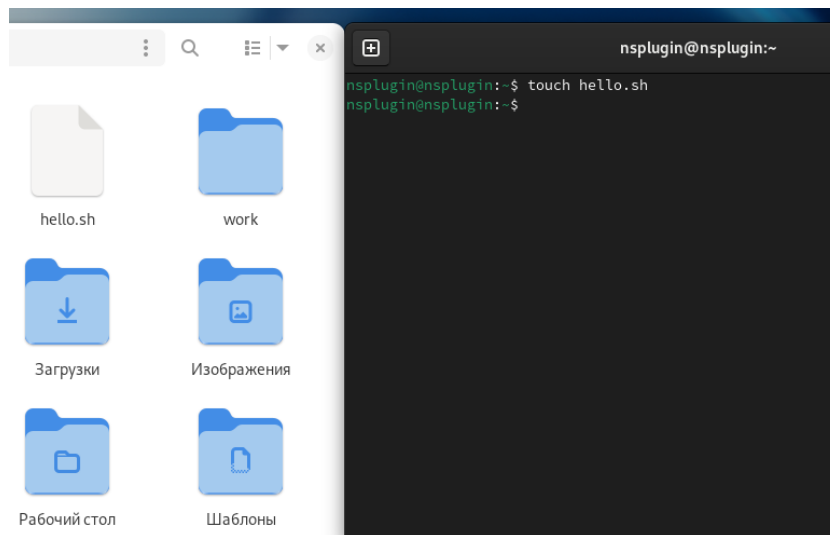 nsplugin@nsplugin:~
nsplugin@nsplugin:~$ touch hello.sh
nsplugin@nsplugin:~$
hello.sh
work
Загрузки
Изображения
Рабочий стол
Шаблоны